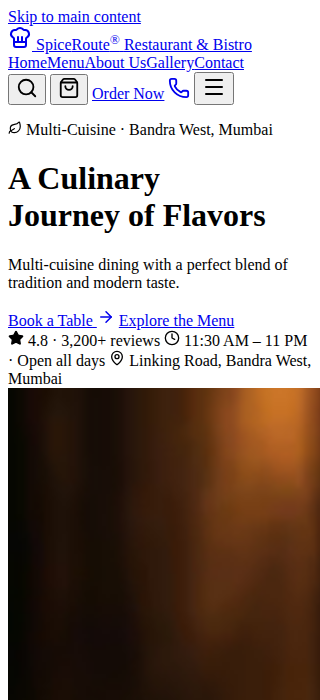 Skip to main content
SpiceRoute® Restaurant & Bistro
HomeMenuAbout UsGalleryContact
Order Now
Multi-Cuisine · Bandra West, Mumbai
A Culinary
Journey of Flavors
Multi-cuisine dining with a perfect blend of
tradition and modern taste.
Book a Table Explore the Menu
4.8 · 3,200+ reviews 11:30 AM – 11 PM
· Open all days Linking Road, Bandra West,
Mumbai